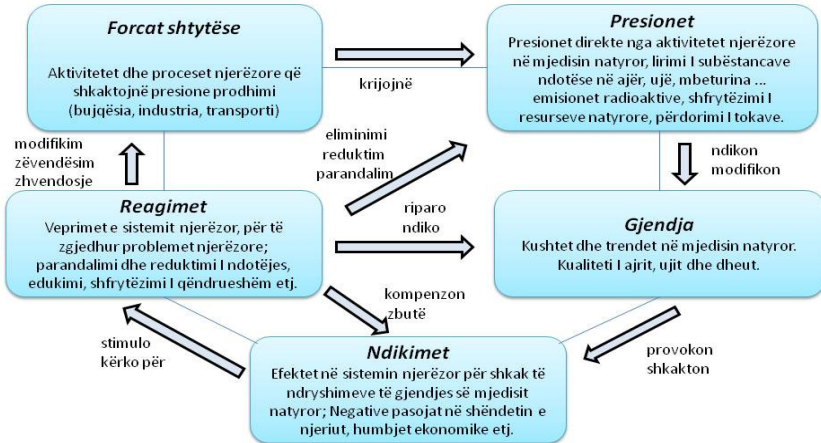 Forcat shtytëse
Aktivitetet dhe proceset njerëzore që
shkaktojnë presione prodhimi
(bujqësia, industria, transporti)
krijojnë
Presionet
Presionet direkte nga aktivitetet njerëzore
në mjedisin natyror, lirimi I subëstancave
ndotëse në ajër, ujë, mbeturina ...
emisionet radioaktive, shfrytëzimi I
resurseve natyrore, përdorimi I tokave.
modifikim
zëvendësim
zhvendosje
eliminimi
reduktim
parandalim
ndikon
modifikon
Reagimet
Veprimet e sistemit njerëzor, për të
zgjedhur problemet njerëzore;
parandalimi dhe reduktimi I ndotëjes,
edukimi, shfrytëzimi I qëndrueshëm etj.
riparo
ndiko
Gjendja
Kushtet dhe trendet në mjedisin natyror.
Kualiteti I ajrit, ujit dhe dheut.
kompenzon
zbutë
stimulo
kërko për
Ndikimet
Efektet në sistemin njerëzor për shkak të
ndryshimeve të gjendjes së mjedisit
natyror; Negative pasojat në shëndetin e
njeriut, humbjet ekonomike etj.
provokon
shkakton